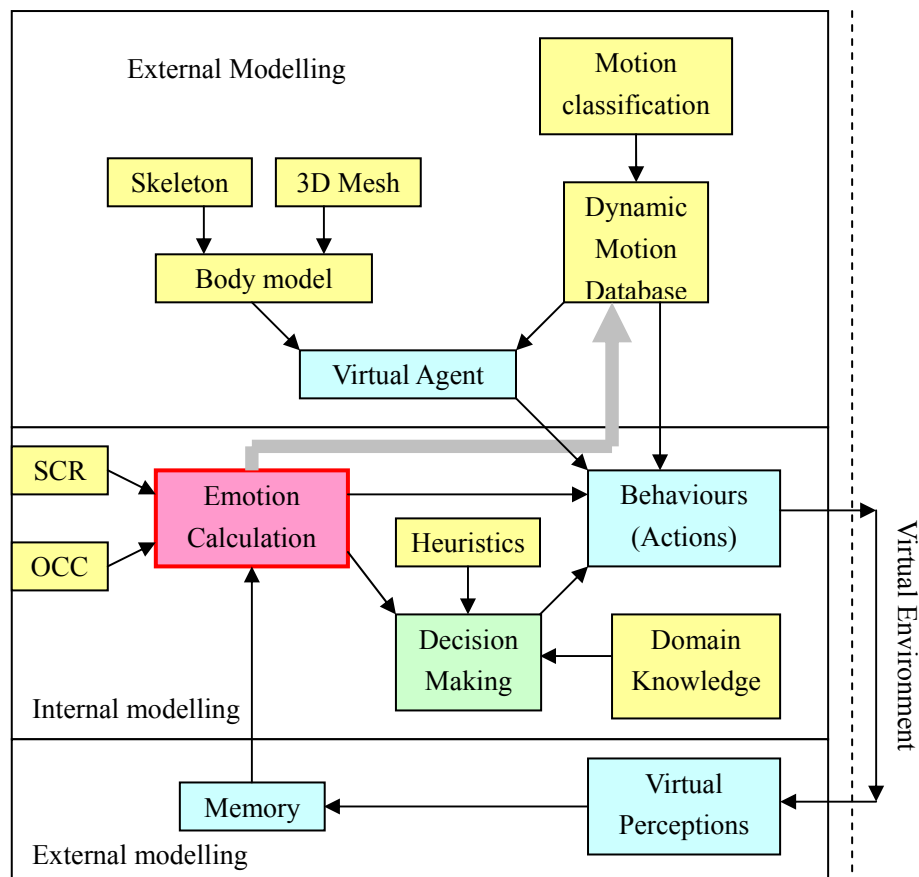 External Modelling
Motion
classification
Skeleton
3D Mesh
Dynamic
Motion
Database
Body model
Virtual Agent
SCR
Emotion
Calculation
Behaviours
(Actions)
OCC
Heuristics
Decision
Making
Domain
Knowledge
Internal modelling
Virtual Environment
Memory
Virtual
Perceptions
External modelling